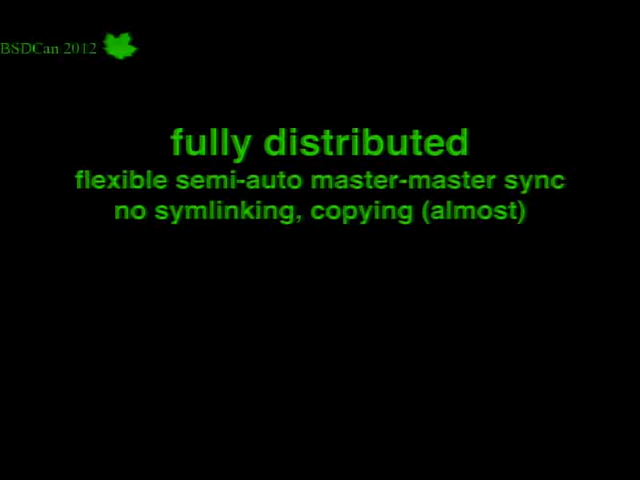 BSDCan 2012
fully distributed
flexible semi-auto master-master sync
no symlinking, copying (almost)